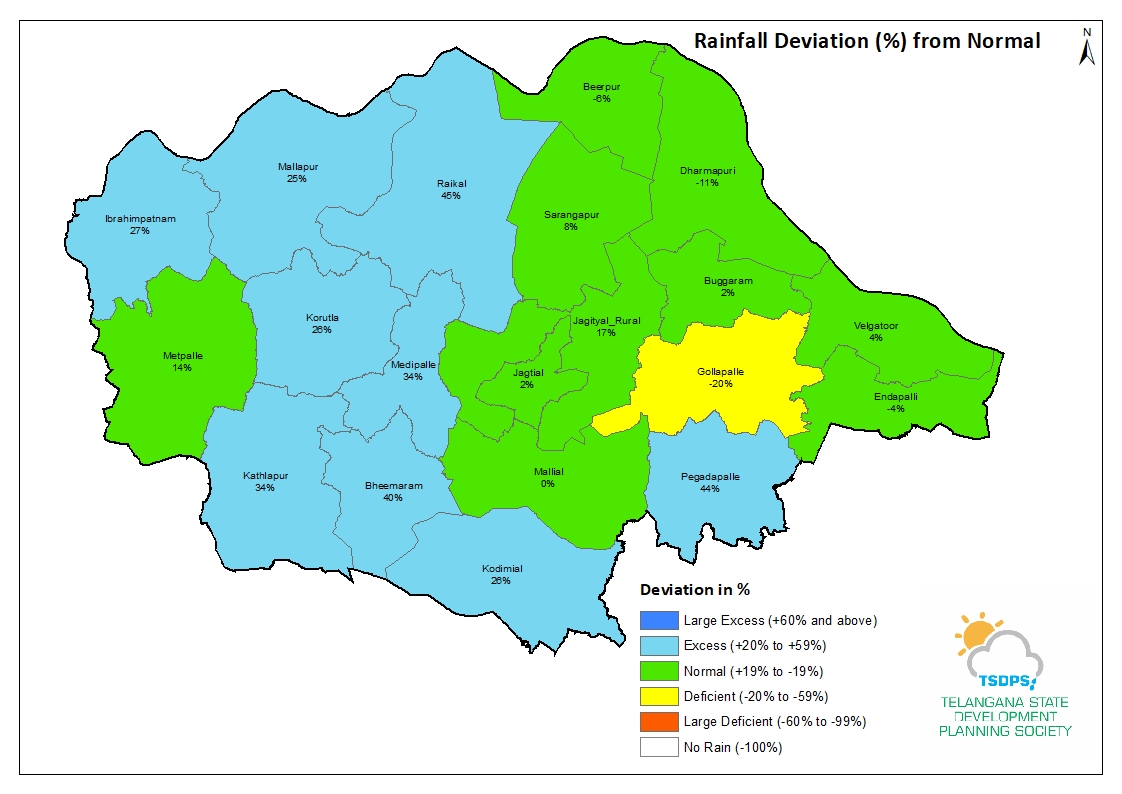 Rainfall Deviation (%) from Normal
N
Beerpur
-6%
Dharmapuri
-11%
Mallapur
25%
Raikal
45%
Ibrahimpatnam
27%
Sarangapur
8%
Buggaram
2%
Korutla
26%
Jagityal_Rural
17%
Velgatoor
4%
Metpalle
14%
Medipalle
34%
Jagtial
2%
Gollapalle
-20%
Endapalli
-4%
Kathlapur
34%
Bheemaram
40%
Mallial
0%
Pegadapalle
44%
Kodimial
26%
Deviation in %
Large Excess (+60% and above)
Excess (+20% to +59%)
Normal (+19% to -19%)
Deficient (-20% to -59%)
Large Deficient (-60% to -99%)
No Rain (-100%)
TSDPS
TELANGANA STATE
DEVELOPMENT
PLANNING SOCIETY